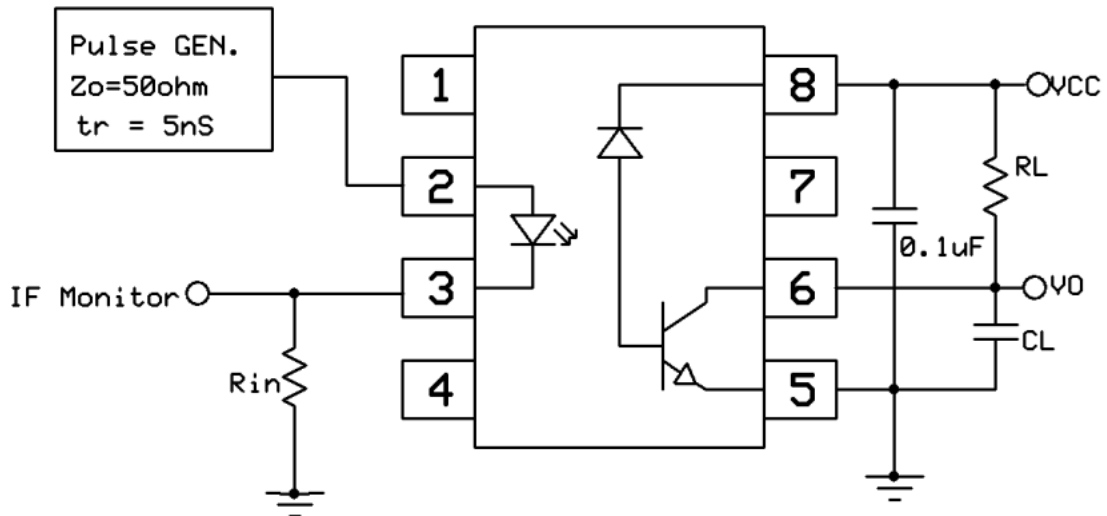 Pulse GEN.
Zo=50ohm
tr = 5nS
1
2
3
4
8
7
6
5
VCC
RL
0.1uF
VO
CL
IF Monitor
Rin